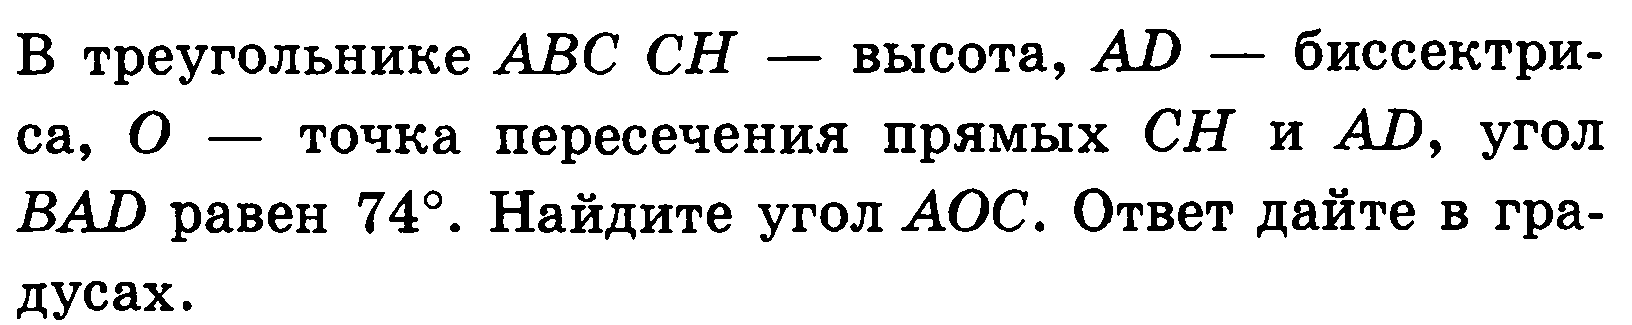 В треугольнике ABC CH — высота, AD — биссектри-
са, O — точка пересечения прямых CH и AD, угол
BAD равен 74°. Найдите угол AOC. Ответ дайте в гра-
дусах.